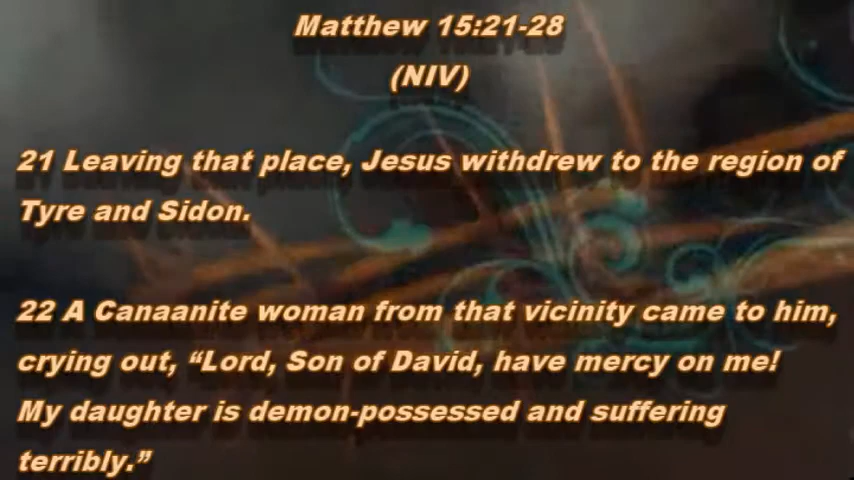 Matthew 15:21-28
(NIV)
21 Leaving that place, Jesus withdrew to the region of
Tyre and Sidon.
22 A Canaanite woman from that vicinity came to him,
crying out, “Lord, Son of David, have mercy on me!
My daughter is demon-possessed and suffering
terribly.”